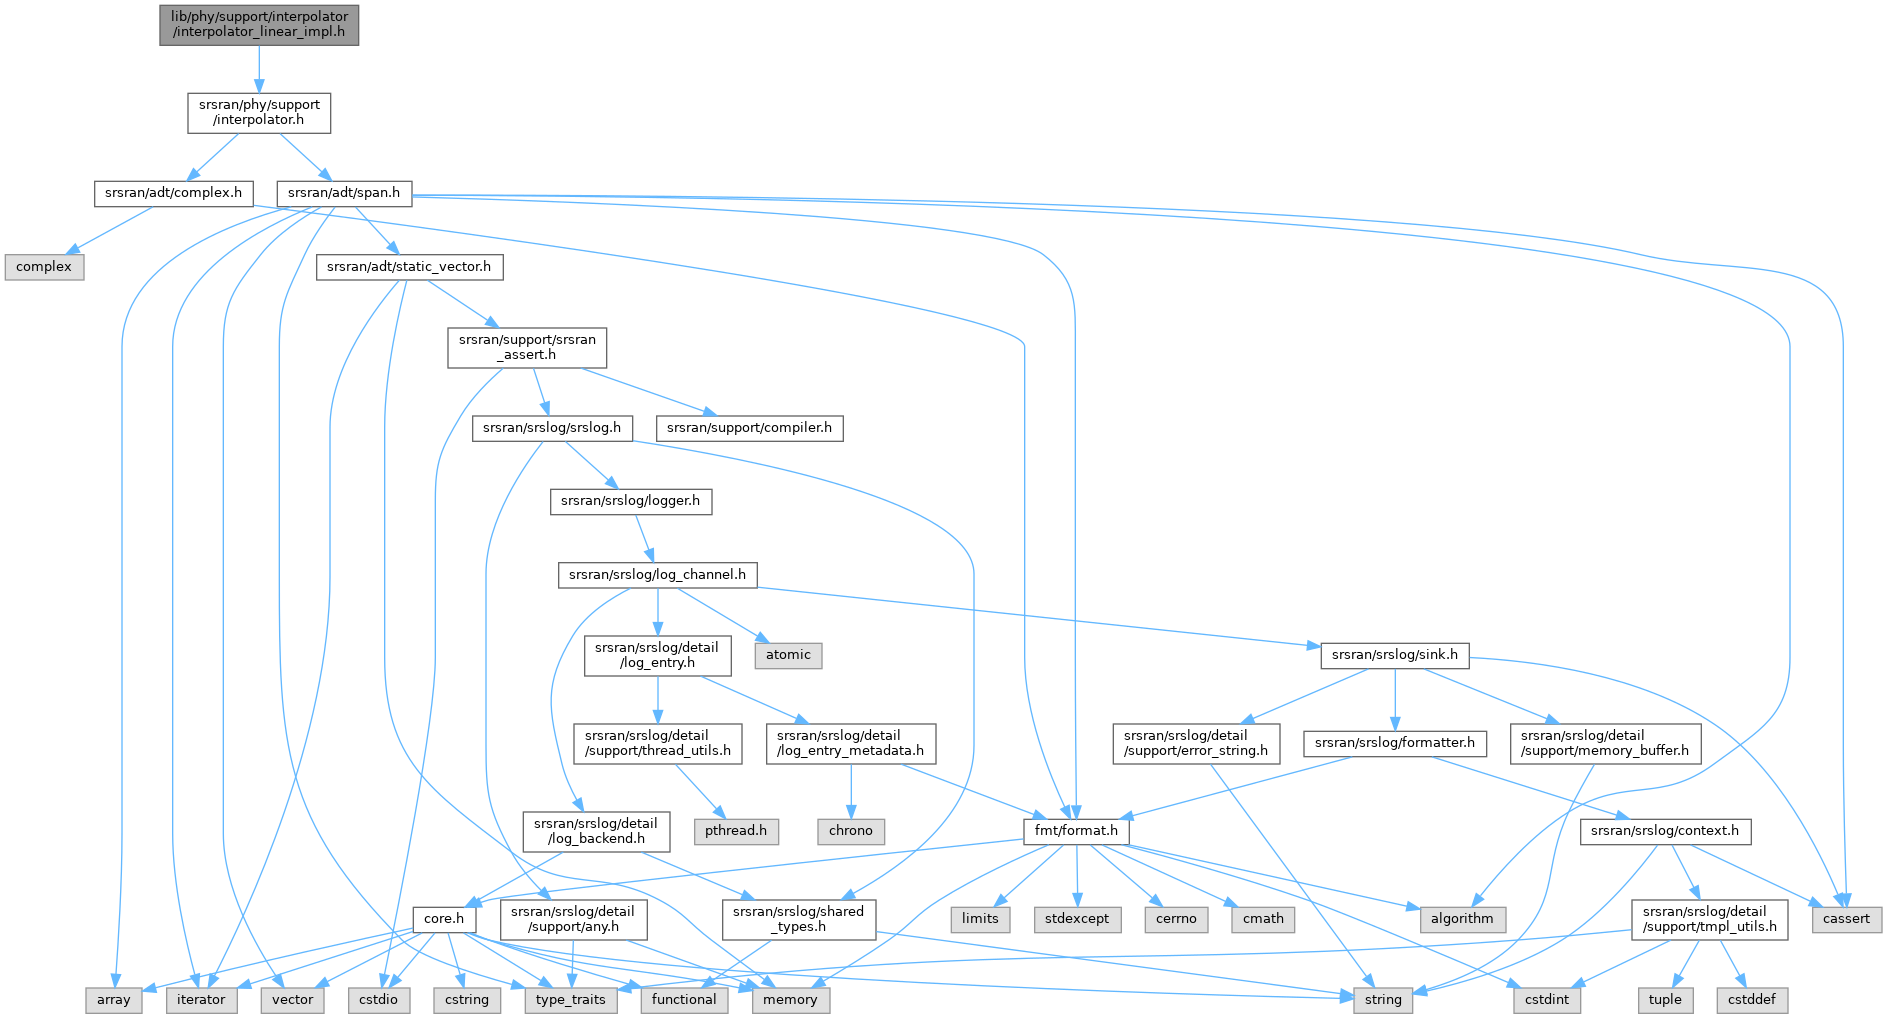 lib/phy/support/interpolator
/interpolator_linear_impl.h
srsran/phy/support
/interpolator.h
srsran/adt/complex.h
srsran/adt/span.h
complex
srsran/adt/static_vector.h
srsran/support/srsran
_assert.h
srsran/srslog/srslog.h
srsran/support/compiler.h
srsran/srslog/logger.h
srsran/srslog/log_channel.h
srsran/srslog/detail
/log_entry.h
atomic
srsran/srslog/sink.h
srsran/srslog/detail
/support/thread_utils.h
srsran/srslog/detail
/log_entry_metadata.h
srsran/srslog/detail
/support/error_string.h
srsran/srslog/formatter.h
srsran/srslog/detail
/support/memory_buffer.h
srsran/srslog/detail
/log_backend.h
pthread.h
chrono
fmt/format.h
srsran/srslog/context.h
core.h
srsran/srslog/detail
/support/any.h
srsran/srslog/shared
_types.h
limits
stdexcept
cerrno
cmath
algorithm
srsran/srslog/detail
/support/tmpl_utils.h
cassert
array
iterator
vector
cstdio
cstring
type_traits
functional
memory
string
cstdint
tuple
cstddef